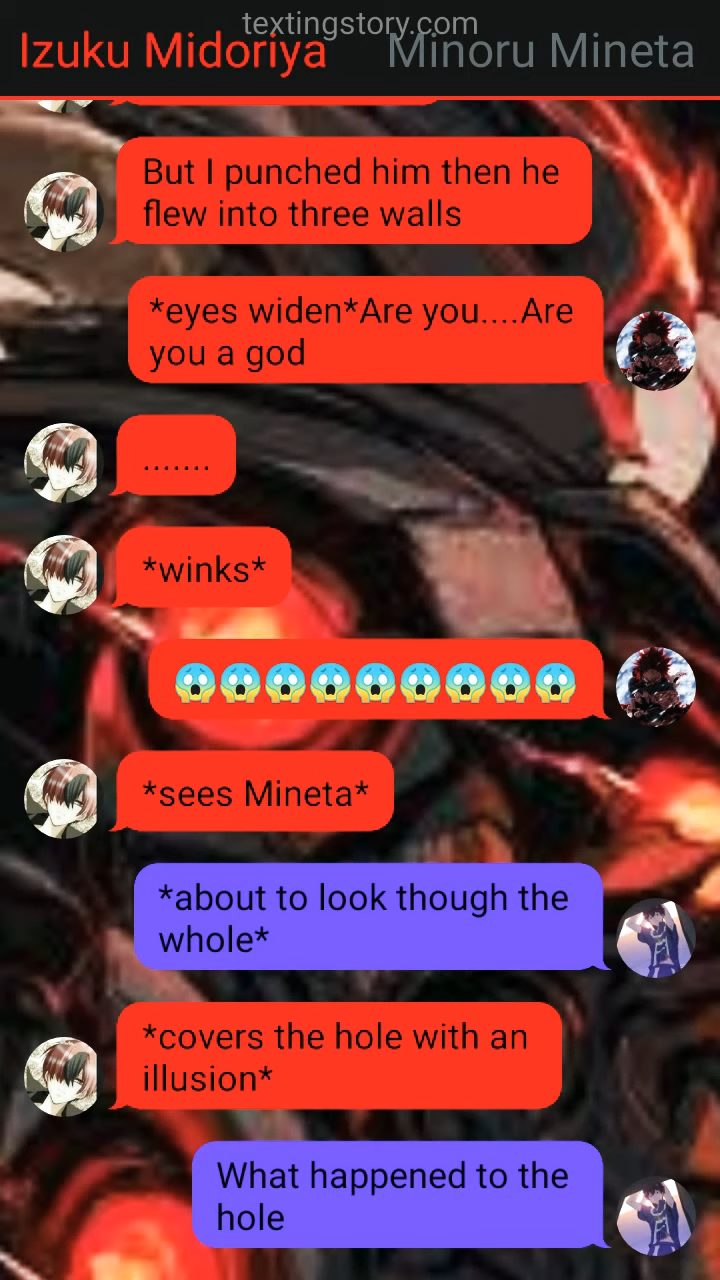 textingstory.com
Izuku Midoriya
Minoru Mineta
But I punched him then he
flew into three walls
*eyes widen*Are you....Are
you a god
.......
*winks*
😱😱😱😱😱😱😱😱😱
*sees Mineta*
*about to look though the
whole*
*covers the hole with an
illusion*
What happened to the
hole